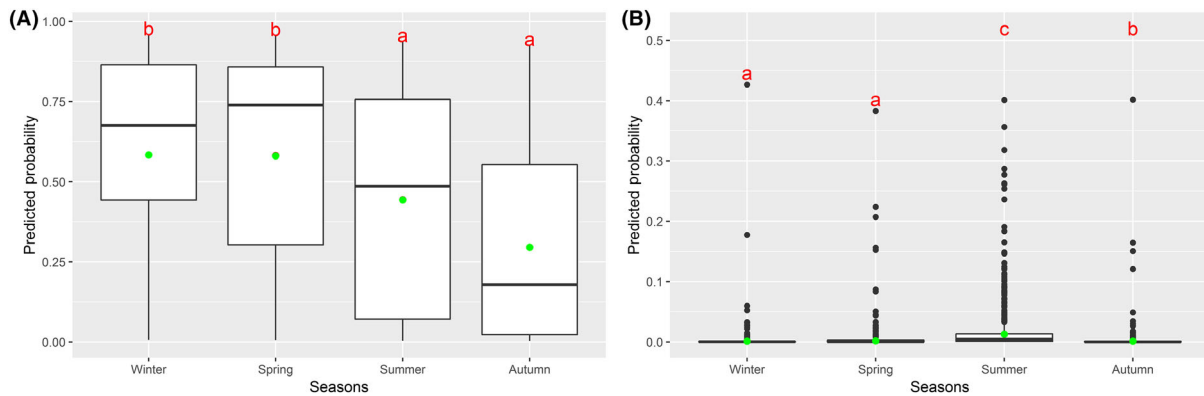 (A)
Predicted probability
1.00
0.75
0.50
0.25
0.00
b
b
a
a
Winter
Spring
Summer
Autumn
Seasons
(B)
Predicted probability
0.5
0.4
0.3
0.2
0.1
0.0
a
a
c
b
Winter
Spring
Summer
Autumn
Seasons